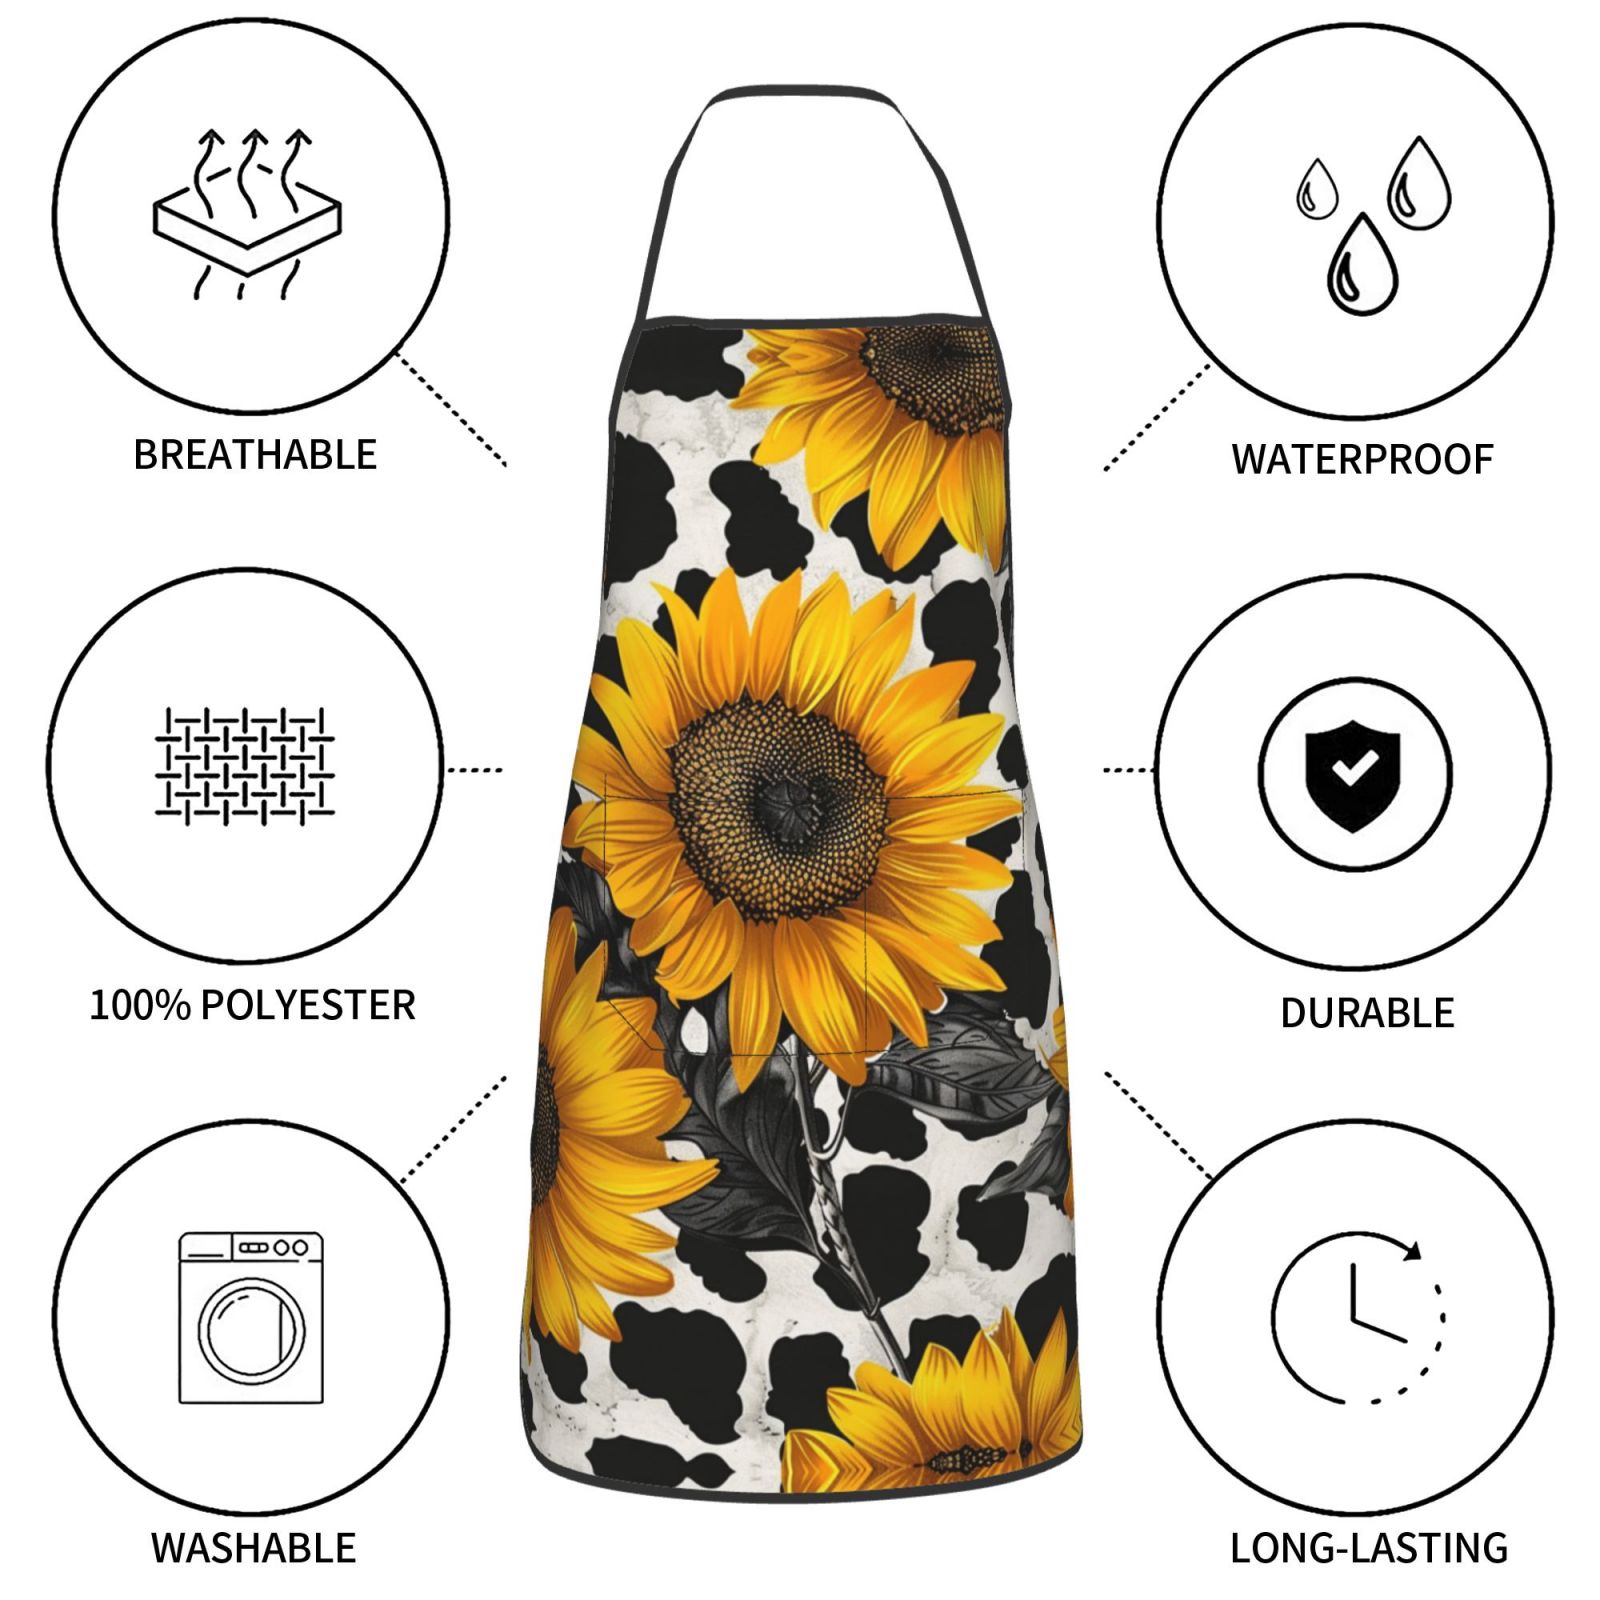 BREATHABLE
WATERPROOF
100% POLYESTER
DURABLE
WASHABLE
LONG-LASTING